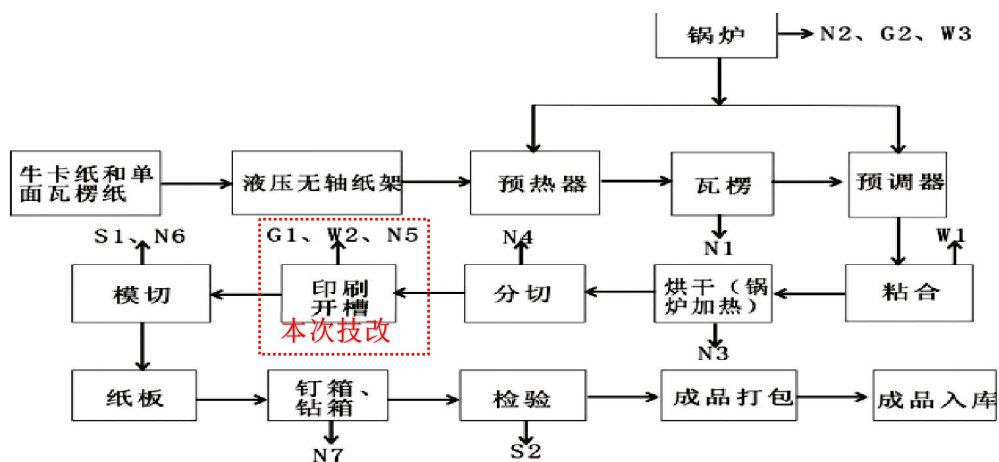 锅炉
N2、G2、W3
牛卡纸和单
面瓦楞纸
液压无轴纸架
预热器
瓦楞
预调器
S1、N6
G1、W2、N5
N4
N1
W1
模切
印刷
开槽
分切
烘干（锅
炉加热）
粘合
本次技改
N3
纸板
钉箱、
钻箱
检验
成品打包
成品入库
N7
S2